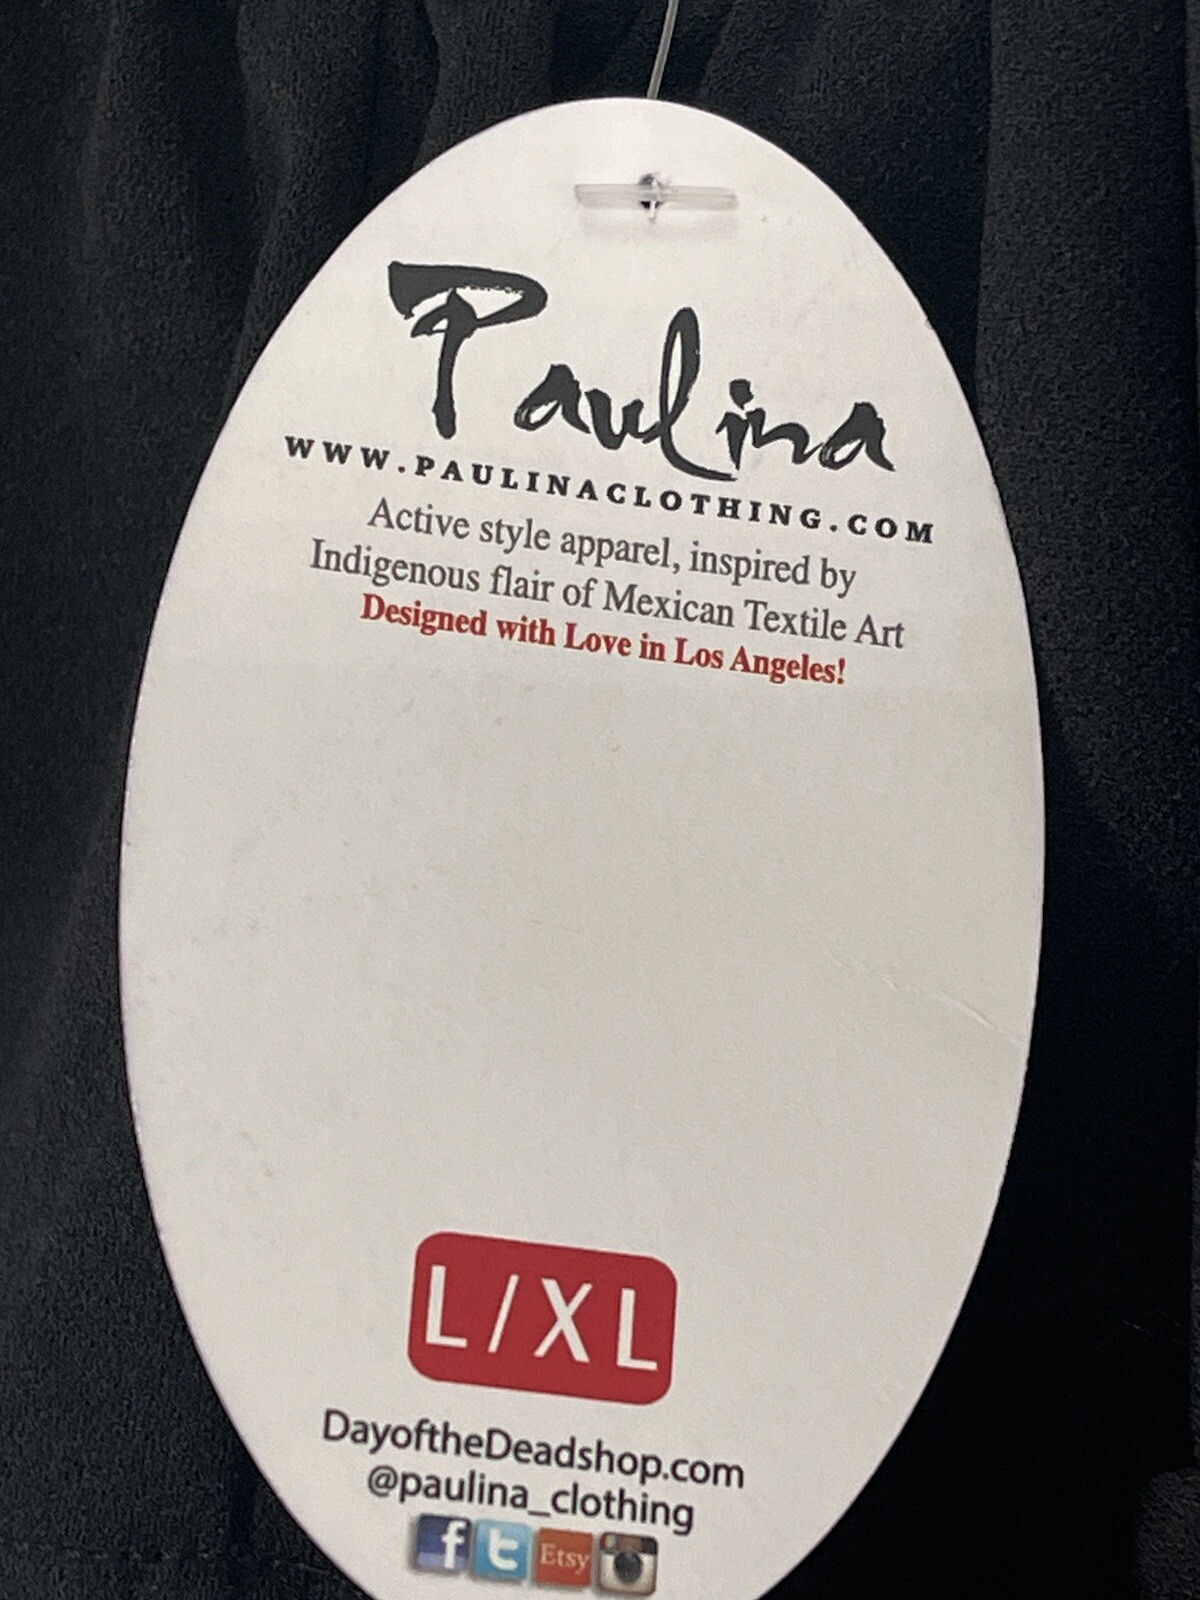 Paulina
WWW.PAULINACLOTHING.COM
Active style apparel, inspired by
Indigenous flair of Mexican Textile Art
Designed with Love in Los Angeles!
L/XL
DayoftheDeadshop.com
@paulina_clothing
f t Etsy